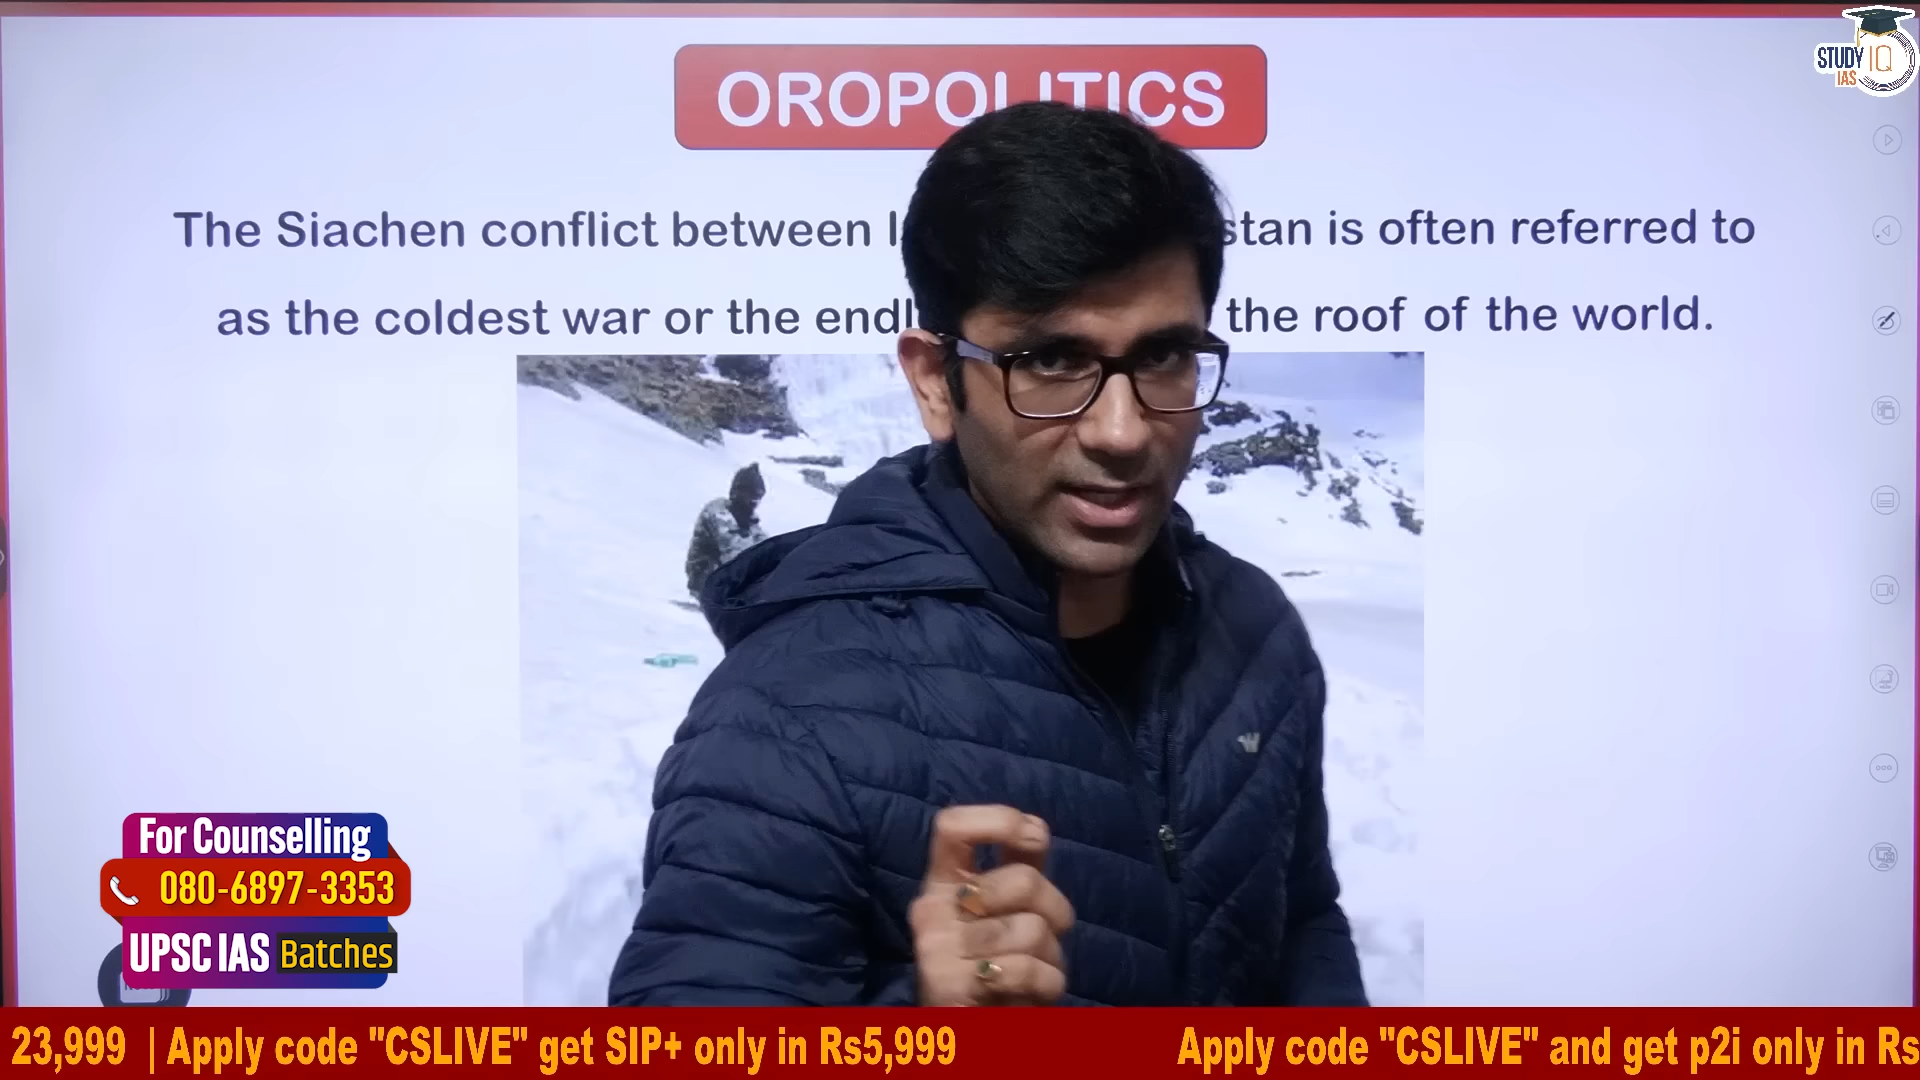 STUDY IQ
IAS
OROPOLITICS
The Siachen conflict between I stan is often referred to
as the coldest war or the endl the roof of the world.
For Counselling
080-6897-3353
UPSC IAS Batches
23,999 | Apply code "CSLIVE" get SIP+ only in Rs5,999 Apply code "CSLIVE" and get p2i only in Rs